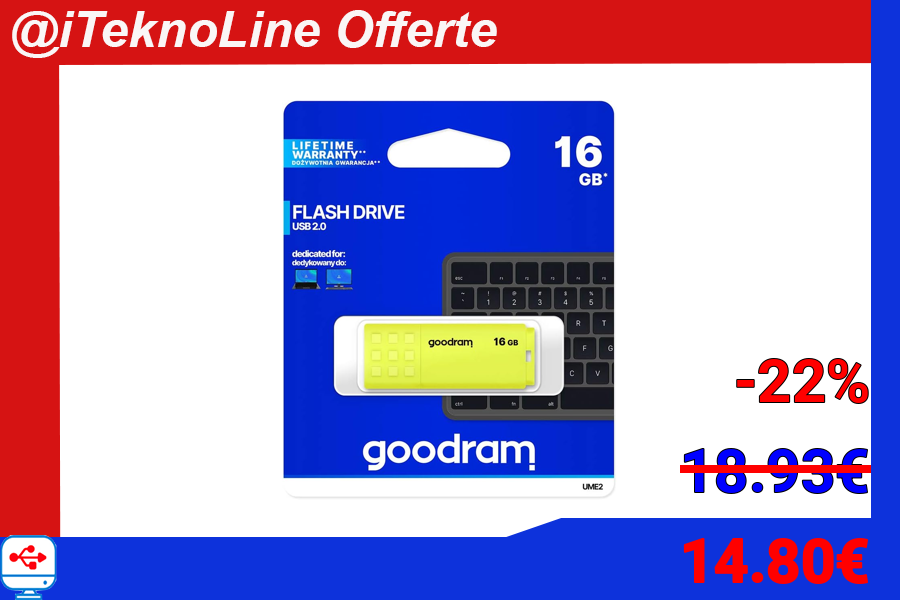 @iTeknoLine Offerte
LIFETIME
WARRANTY**
DOŻYWOTNIA GWARANCJA**
16
GB*
FLASH DRIVE
USB 2.0
dedicated for:
dedykowany do:
goodram 16 GB
goodram
UME2
-22%
18.93€
14.80€